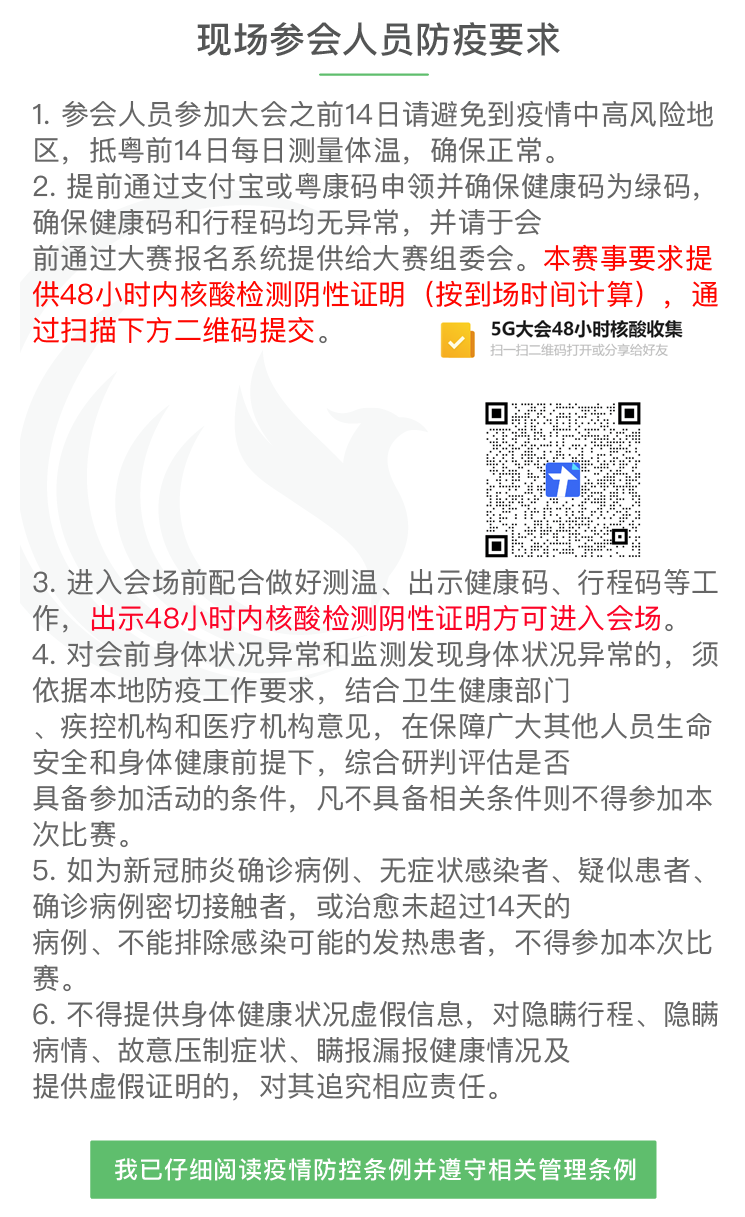 现场参会人员防疫要求
1. 参会人员参加大会之前14日请避免到疫情中高风险地
区，抵粤前14日每日测量体温，确保正常。
2. 提前通过支付宝或粤康码申领并确保健康码为绿码，
确保健康码和行程码均无异常，并请于会
前通过大赛报名系统提供给大赛组委会。本赛事要求提
供48小时内核酸检测阴性证明（按到场时间计算），通
过扫描下方二维码提交。
5G大会48小时核酸收集
扫一扫二维码打开或分享给好友
3. 进入会场前配合做好测温、出示健康码、行程码等工
作，出示48小时内核酸检测阴性证明方可进入会场。
4. 对会前身体状况异常和监测发现身体状况异常的，须
依据本地防疫工作要求，结合卫生健康部门
、疾控机构和医疗机构意见，在保障广大其他人员生命
安全和身体健康前提下，综合研判评估是否
具备参加活动的条件，凡不具备相关条件则不得参加本
次比赛。
5. 如为新冠肺炎确诊病例、无症状感染者、疑似患者、
确诊病例密切接触者，或治愈未超过14天的
病例、不能排除感染可能的发热患者，不得参加本次比
赛。
6. 不得提供身体健康状况虚假信息，对隐瞒行程、隐瞒
病情、故意压制症状、瞒报漏报健康情况及
提供虚假证明的，对其追究相应责任。
我已仔细阅读疫情防控条例并遵守相关管理条例